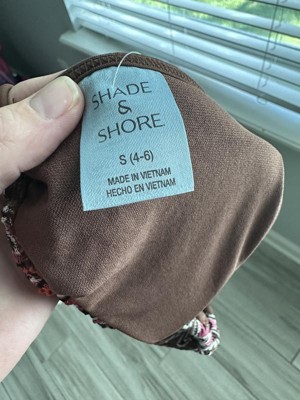 SHADE
&
SHORE
S (4-6)
MADE IN VIETNAM
HECHO EN VIETNAM